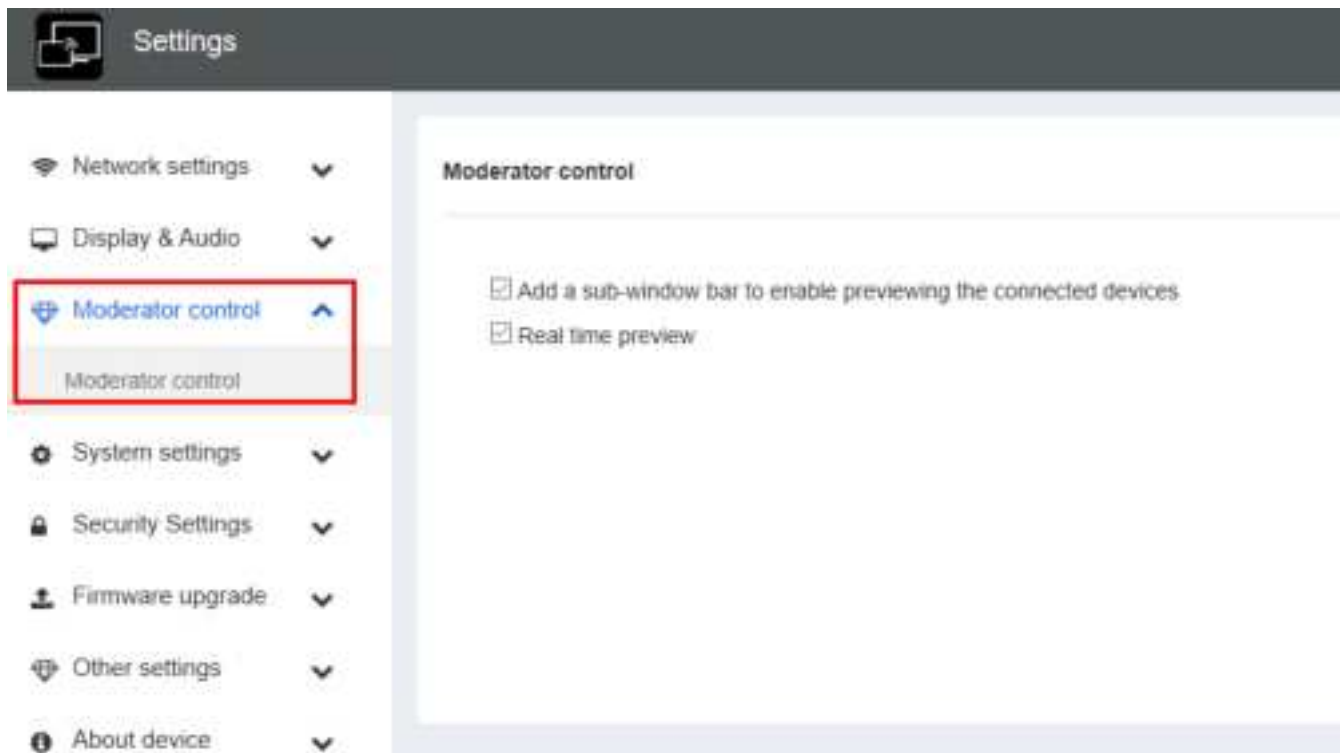 Settings
Network settings
Display & Audio
Moderator control
Moderator control
System settings
Security Settings
Firmware upgrade
Other settings
About device
Moderator control
Add a sub-window bar to enable previewing the connected devices
Real time preview